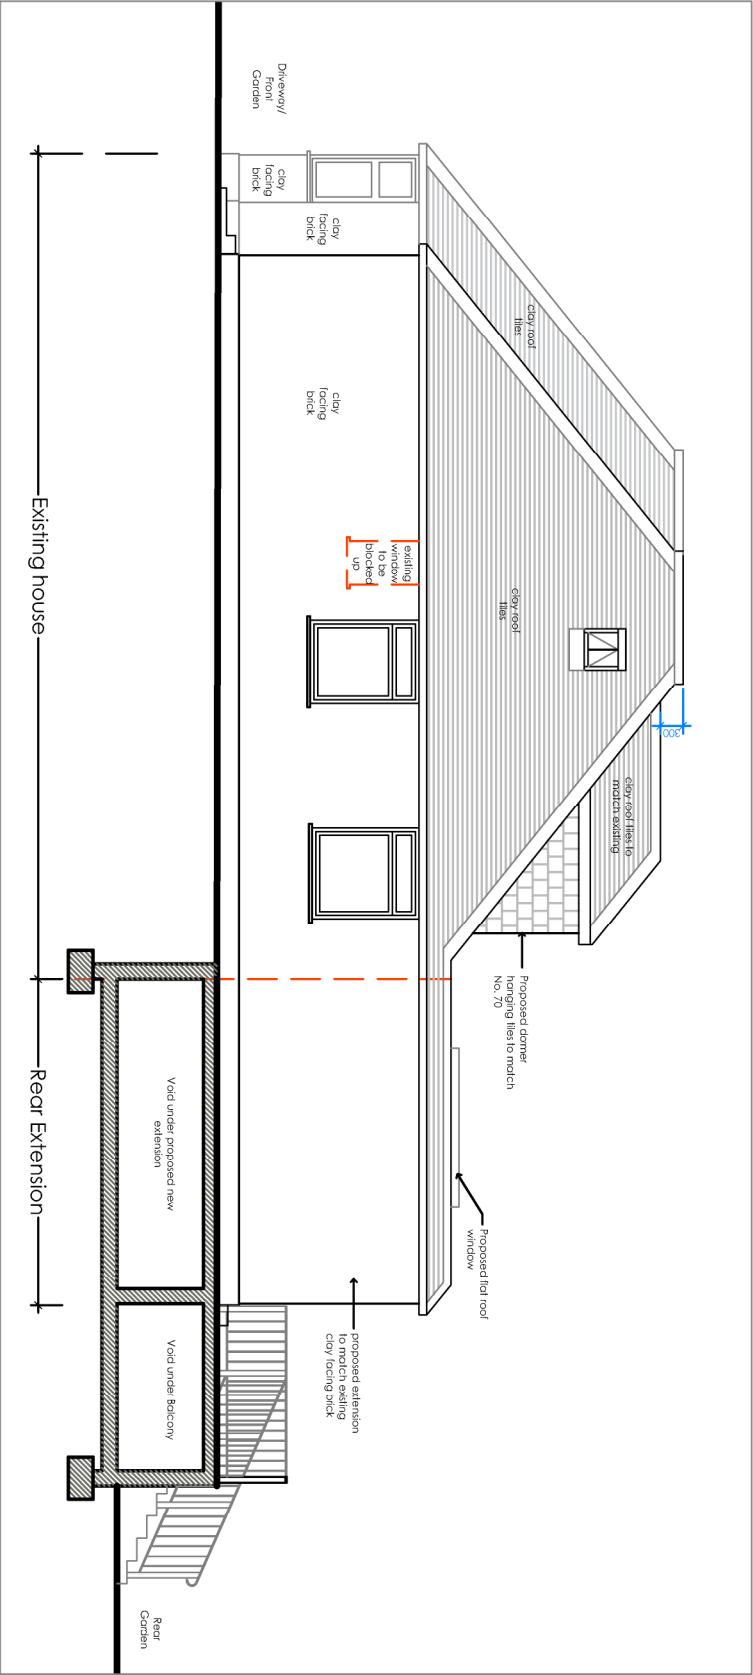 Driveway/
Front
Garden
clay
facing
brick
clay
facing
brick
clay
facing
brick
clay roof
tiles
clay roof
tiles
existing
window
to be
blocked
up
300
clay roof tiles to
match existing
Proposed dormer
hanging tiles to match
No. 70
Proposed flat roof
window
proposed extension
to match existing
clay facing brick
Void under proposed new
extension
Void under Balcony
Rear
Garden
Existing house
Rear Extension